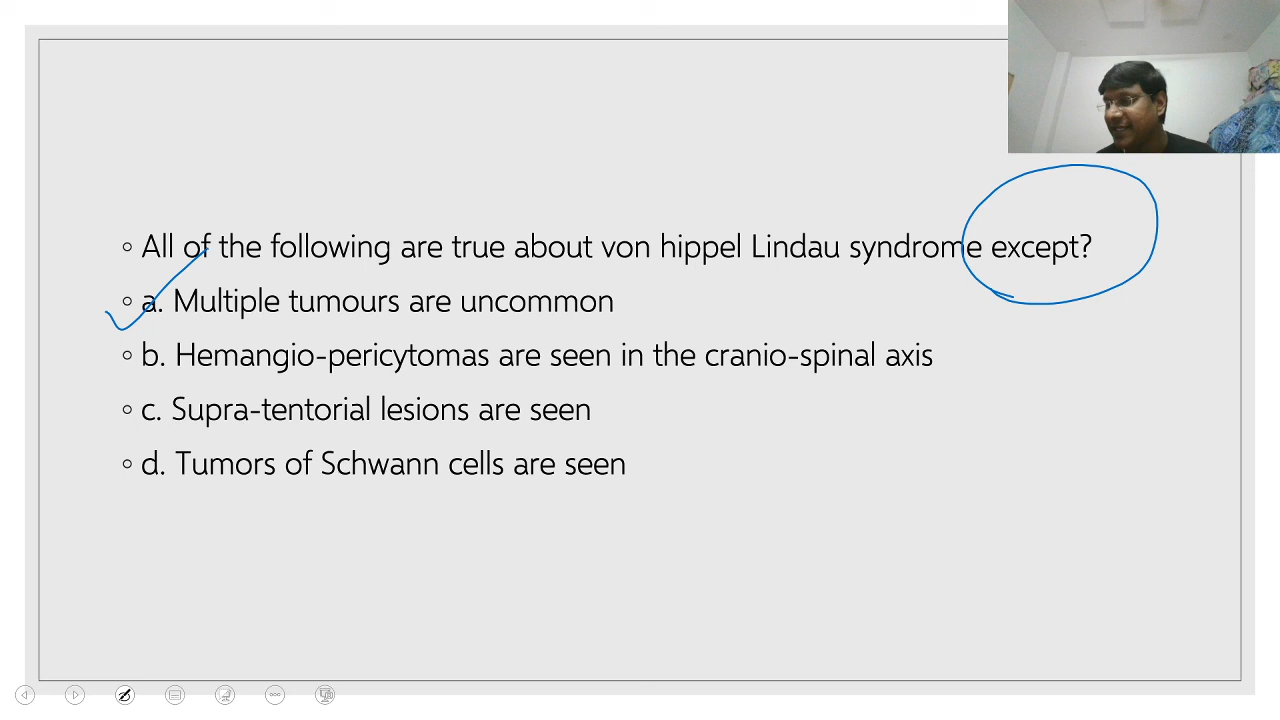 ◦ All of the following are true about von hippel Lindau syndrome except?
◦ a. Multiple tumours are uncommon
◦ b. Hemangio-pericytomas are seen in the cranio-spinal axis
◦ c. Supra-tentorial lesions are seen
◦ d. Tumors of Schwann cells are seen